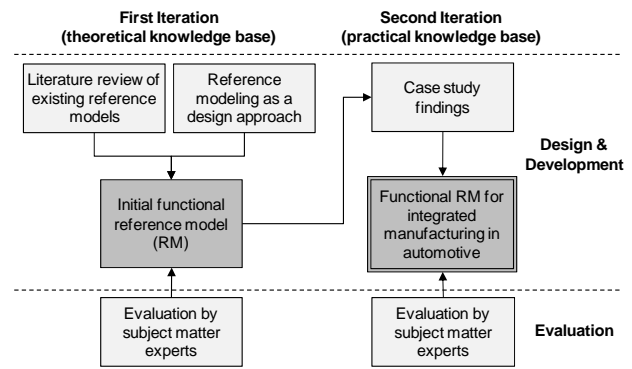 First Iteration
(theoretical knowledge base)
Second Iteration
(practical knowledge base)
Literature review of
existing reference
models
Reference
modeling as a
design approach
Case study
findings
Design &
Development
Initial functional
reference model
(RM)
Functional RM for
integrated
manufacturing in
automotive
Evaluation by
subject matter
experts
Evaluation by
subject matter
experts
Evaluation